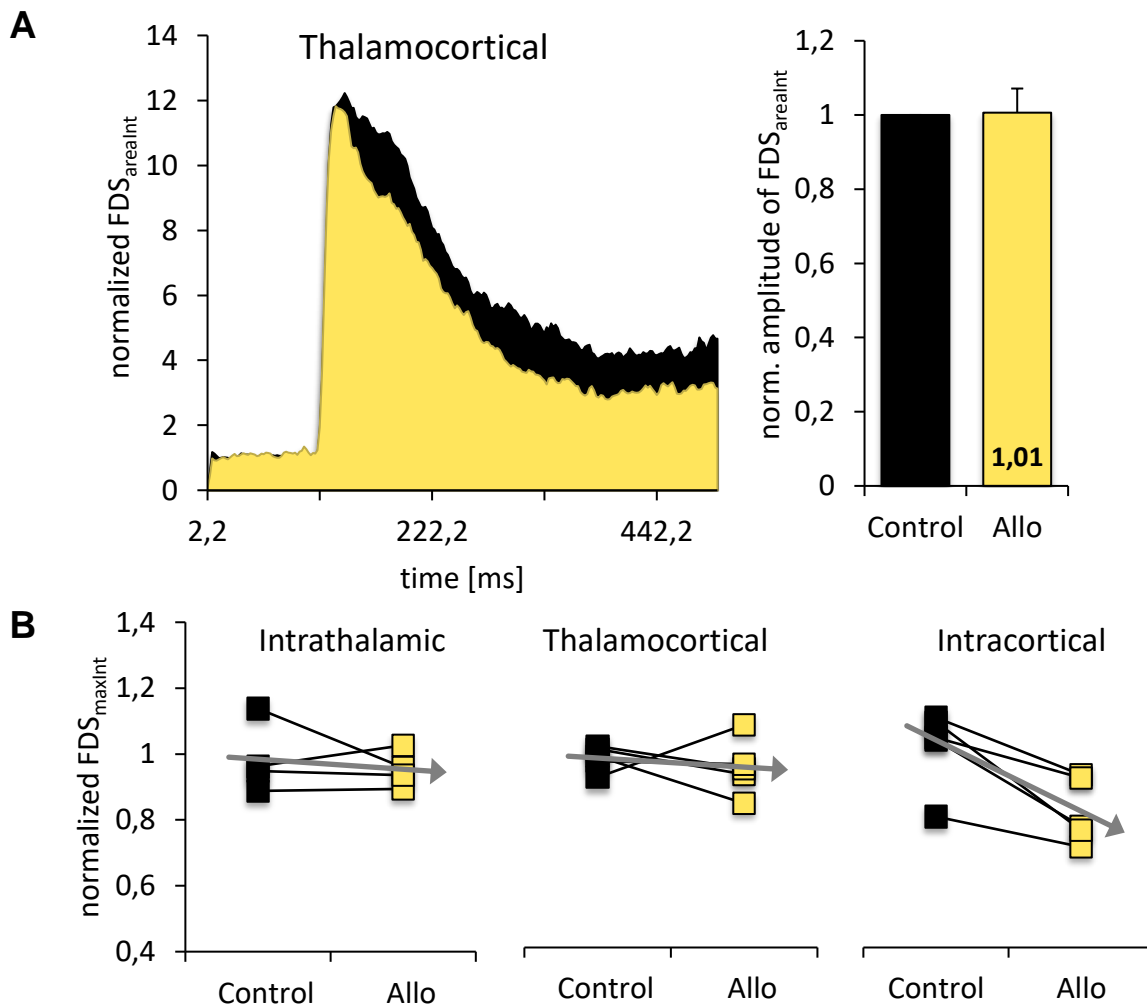 A
Thalamocortical
normalized FDSareaInt
14
12
10
8
6
4
2
0
2,2
222,2
442,2
time [ms]
norm. amplitude of FDSareaInt
1,2
1
0,8
0,6
0,4
0,2
0
1,01
Control
Allo
B
normalized FDSmaxInt
1,4
1,2
1
0,8
0,6
0,4
Intrathalamic
Thalamocortical
Intracortical
Control
Allo
Control
Allo
Control
Allo